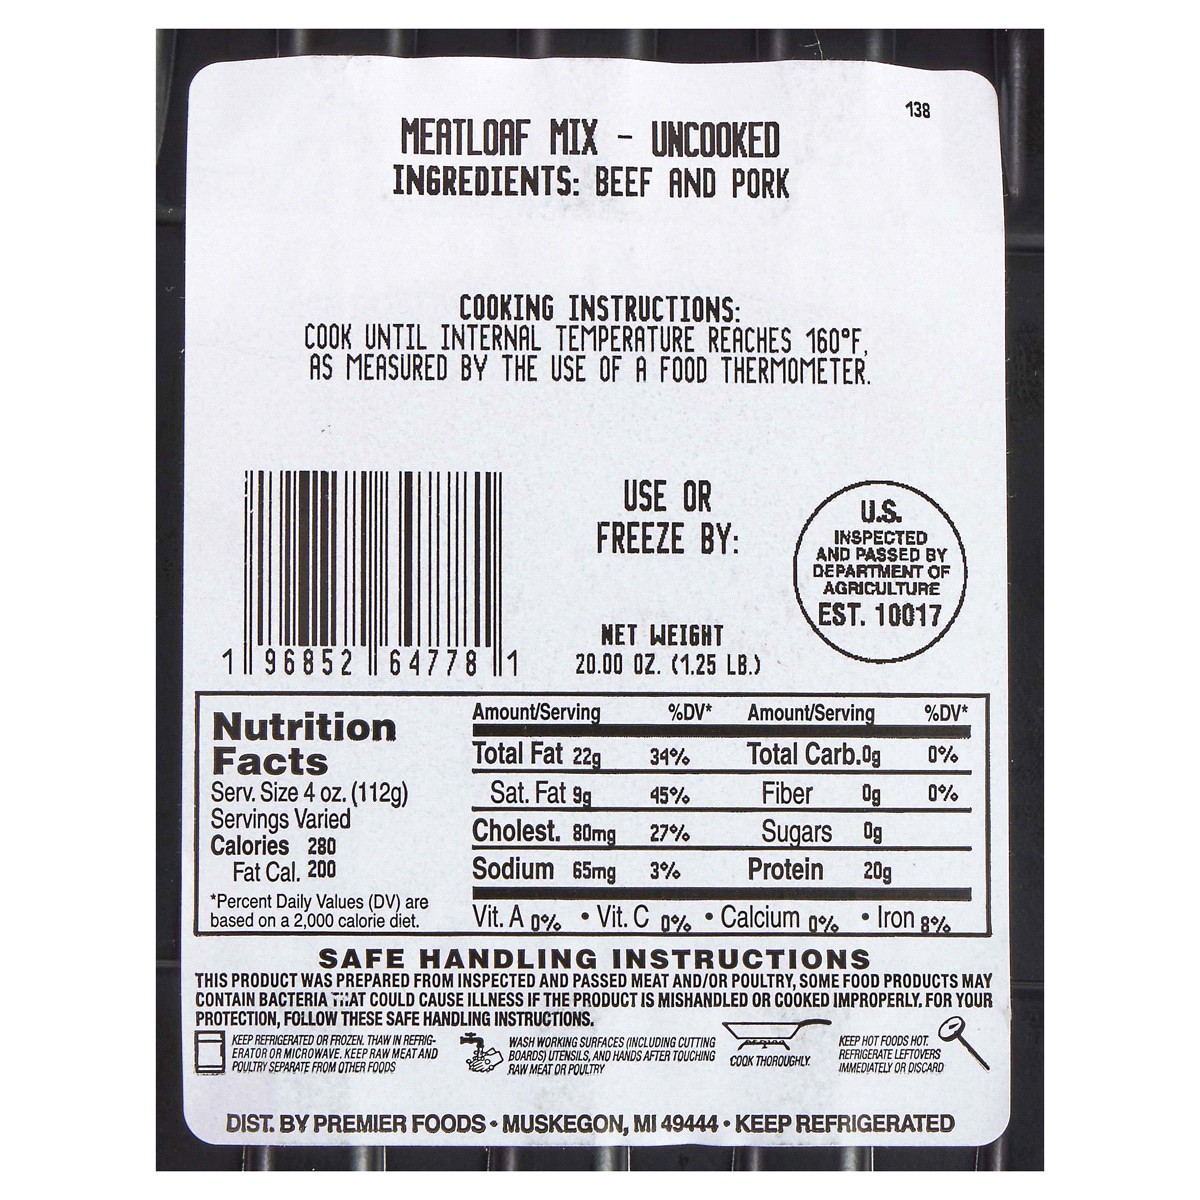 138
MEATLOAF MIX - UNCOOKED
INGREDIENTS: BEEF AND PORK
COOKING INSTRUCTIONS:
COOK UNTIL INTERNAL TEMPERATURE REACHES 160°F,
AS MEASURED BY THE USE OF A FOOD THERMOMETER.
1 96852 64778 1
USE OR
FREEZE BY:
NET WEIGHT
20.00 OZ. (1.25 LB.)
U.S.
INSPECTED
AND PASSED BY
DEPARTMENT OF
AGRICULTURE
EST. 10017
Nutrition
Facts
Serv. Size 4 oz. (112g)
Servings Varied
Calories 280
Fat Cal. 200
*Percent Daily Values (DV) are
based on a 2,000 calorie diet.
Amount/Serving %DV* Amount/Serving %DV*
Total Fat 22g 34% Total Carb.0g 0%
Sat. Fat 9g 45% Fiber 0g 0%
Cholest. 80mg 27% Sugars 0g
Sodium 65mg 3% Protein 20g
Vit. A 0% • Vit. C 0% • Calcium 0% • Iron 8%
SAFE HANDLING INSTRUCTIONS
THIS PRODUCT WAS PREPARED FROM INSPECTED AND PASSED MEAT AND/OR POULTRY, SOME FOOD PRODUCTS MAY
CONTAIN BACTERIA THAT COULD CAUSE ILLNESS IF THE PRODUCT IS MISHANDLED OR COOKED IMPROPERLY. FOR YOUR
PROTECTION, FOLLOW THESE SAFE HANDLING INSTRUCTIONS.
KEEP REFRIGERATED OR FROZEN. THAW IN REFRIG-
ERATOR OR MICROWAVE. KEEP RAW MEAT AND
POULTRY SEPARATE FROM OTHER FOODS
WASH WORKING SURFACES (INCLUDING CUTTING
BOARDS) UTENSILS, AND HANDS AFTER TOUCHING
RAW MEAT OR POULTRY
COOK THOROUGHLY.
KEEP HOT FOODS HOT.
REFRIGERATE LEFTOVERS
IMMEDIATELY OR DISCARD
DIST. BY PREMIER FOODS • MUSKEGON, MI 49444 • KEEP REFRIGERATED